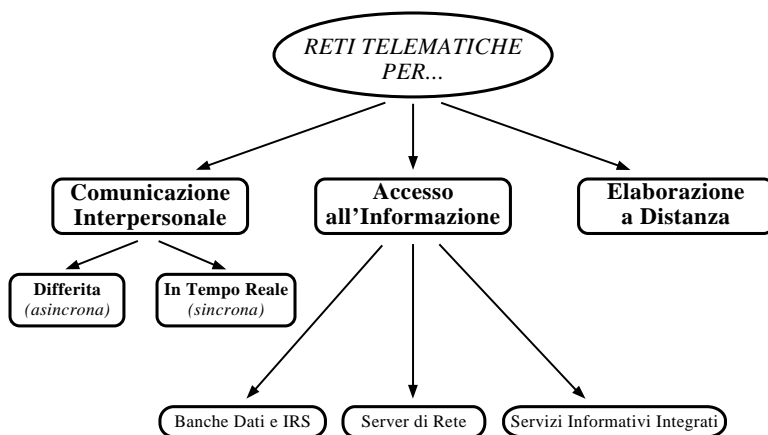 RETI TELEMATICHE
PER...
Comunicazione
Interpersonale
Accesso
all'Informazione
Elaborazione
a Distanza
Differita
(asincrona)
In Tempo Reale
(sincrona)
Banche Dati e IRS
Server di Rete
Servizi Informativi Integrati